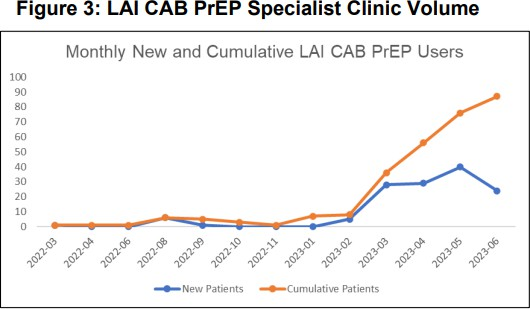 Figure 3: LAI CAB PrEP Specialist Clinic Volume
Monthly New and Cumulative LAI CAB PrEP Users
100
90
80
70
60
50
40
30
20
10
0
2022-03 2022-04 2022-06 2022-08 2022-09 2022-10 2022-11 2023-01 2023-02 2023-03 2023-04 2023-05 2023-06
New Patients Cumulative Patients